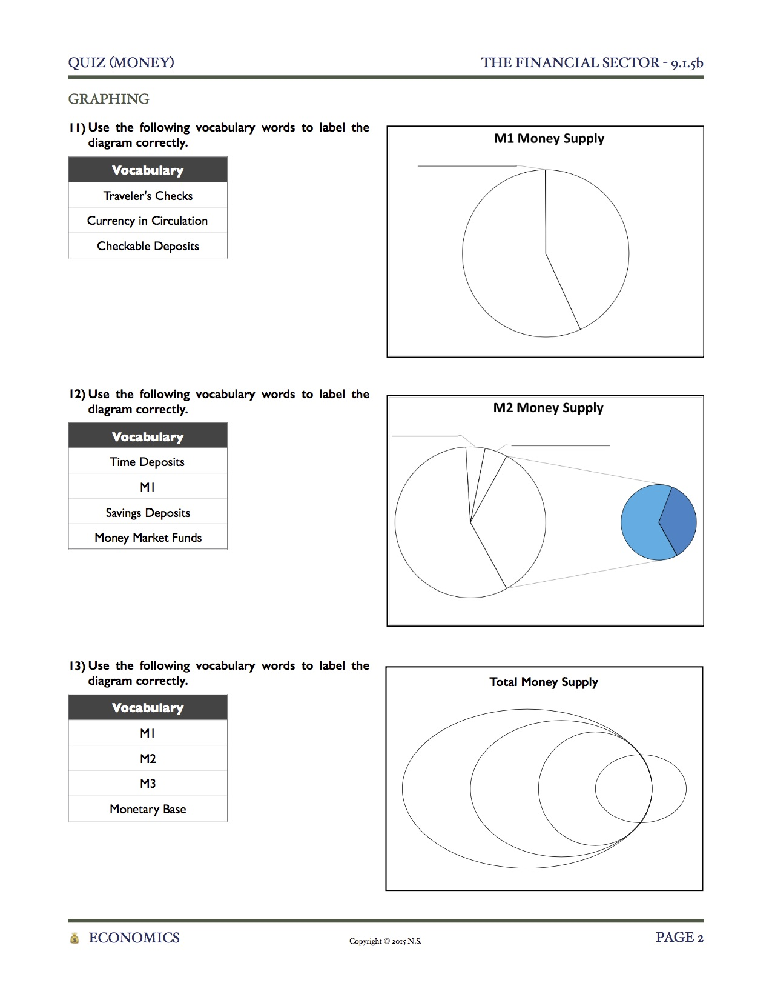 QUIZ (MONEY) THE FINANCIAL SECTOR - 9.1.5b
GRAPHING
11) Use the following vocabulary words to label the
diagram correctly.
Vocabulary
Traveler's Checks
Currency in Circulation
Checkable Deposits
M1 Money Supply
12) Use the following vocabulary words to label the
diagram correctly.
Vocabulary
Time Deposits
M1
Savings Deposits
Money Market Funds
M2 Money Supply
13) Use the following vocabulary words to label the
diagram correctly.
Vocabulary
M1
M2
M3
Monetary Base
Total Money Supply
ECONOMICS Copyright © 2015 N.S. PAGE 2